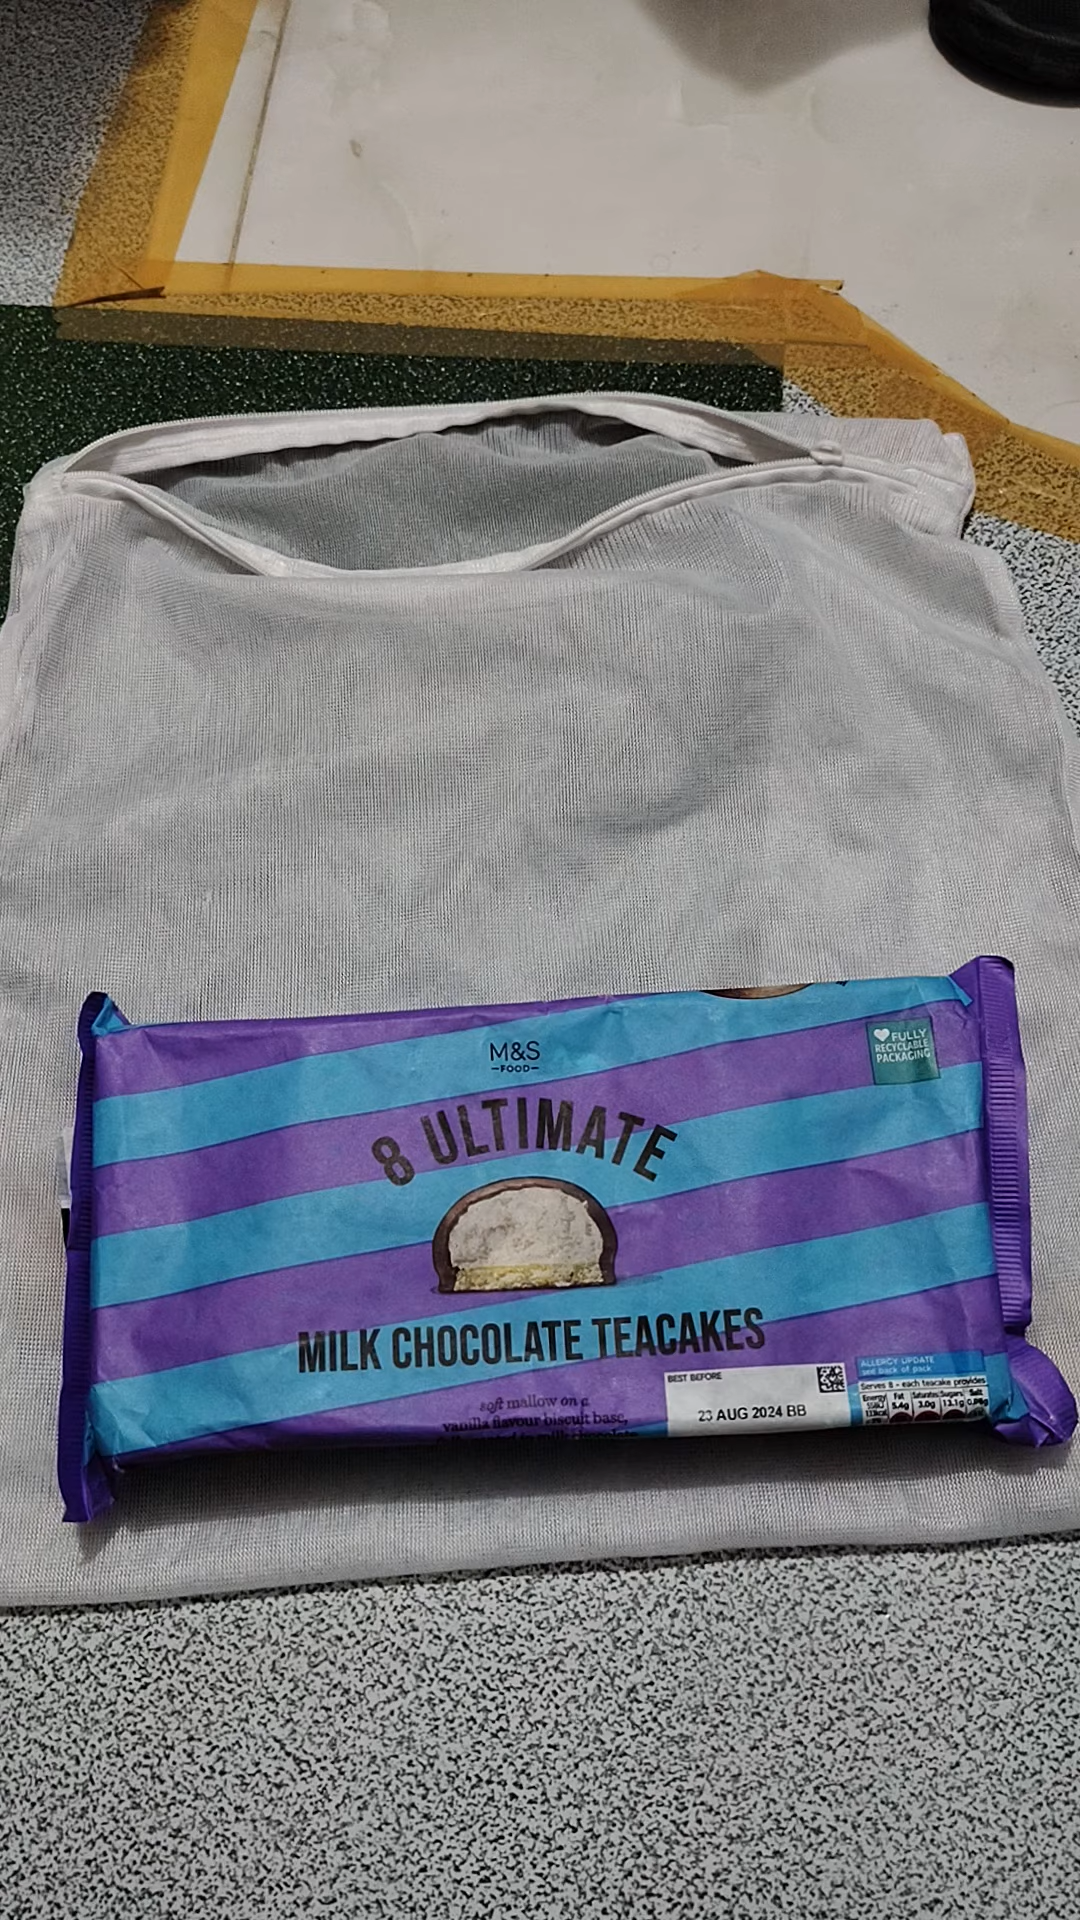 M&S
—FOOD—
FULLY
RECYCLABLE
PACKAGING
8 ULTIMATE
MILK CHOCOLATE TEACAKES
soft mallow on a
vanilla flavour biscuit base,
BEST BEFORE
23 AUG 2024 BB
ALLERGY UPDATE
see back of pack
Serves 8 - each teacake provides
Energy Fat Saturates Sugars Salt
5.4g 3.0g 13.1g